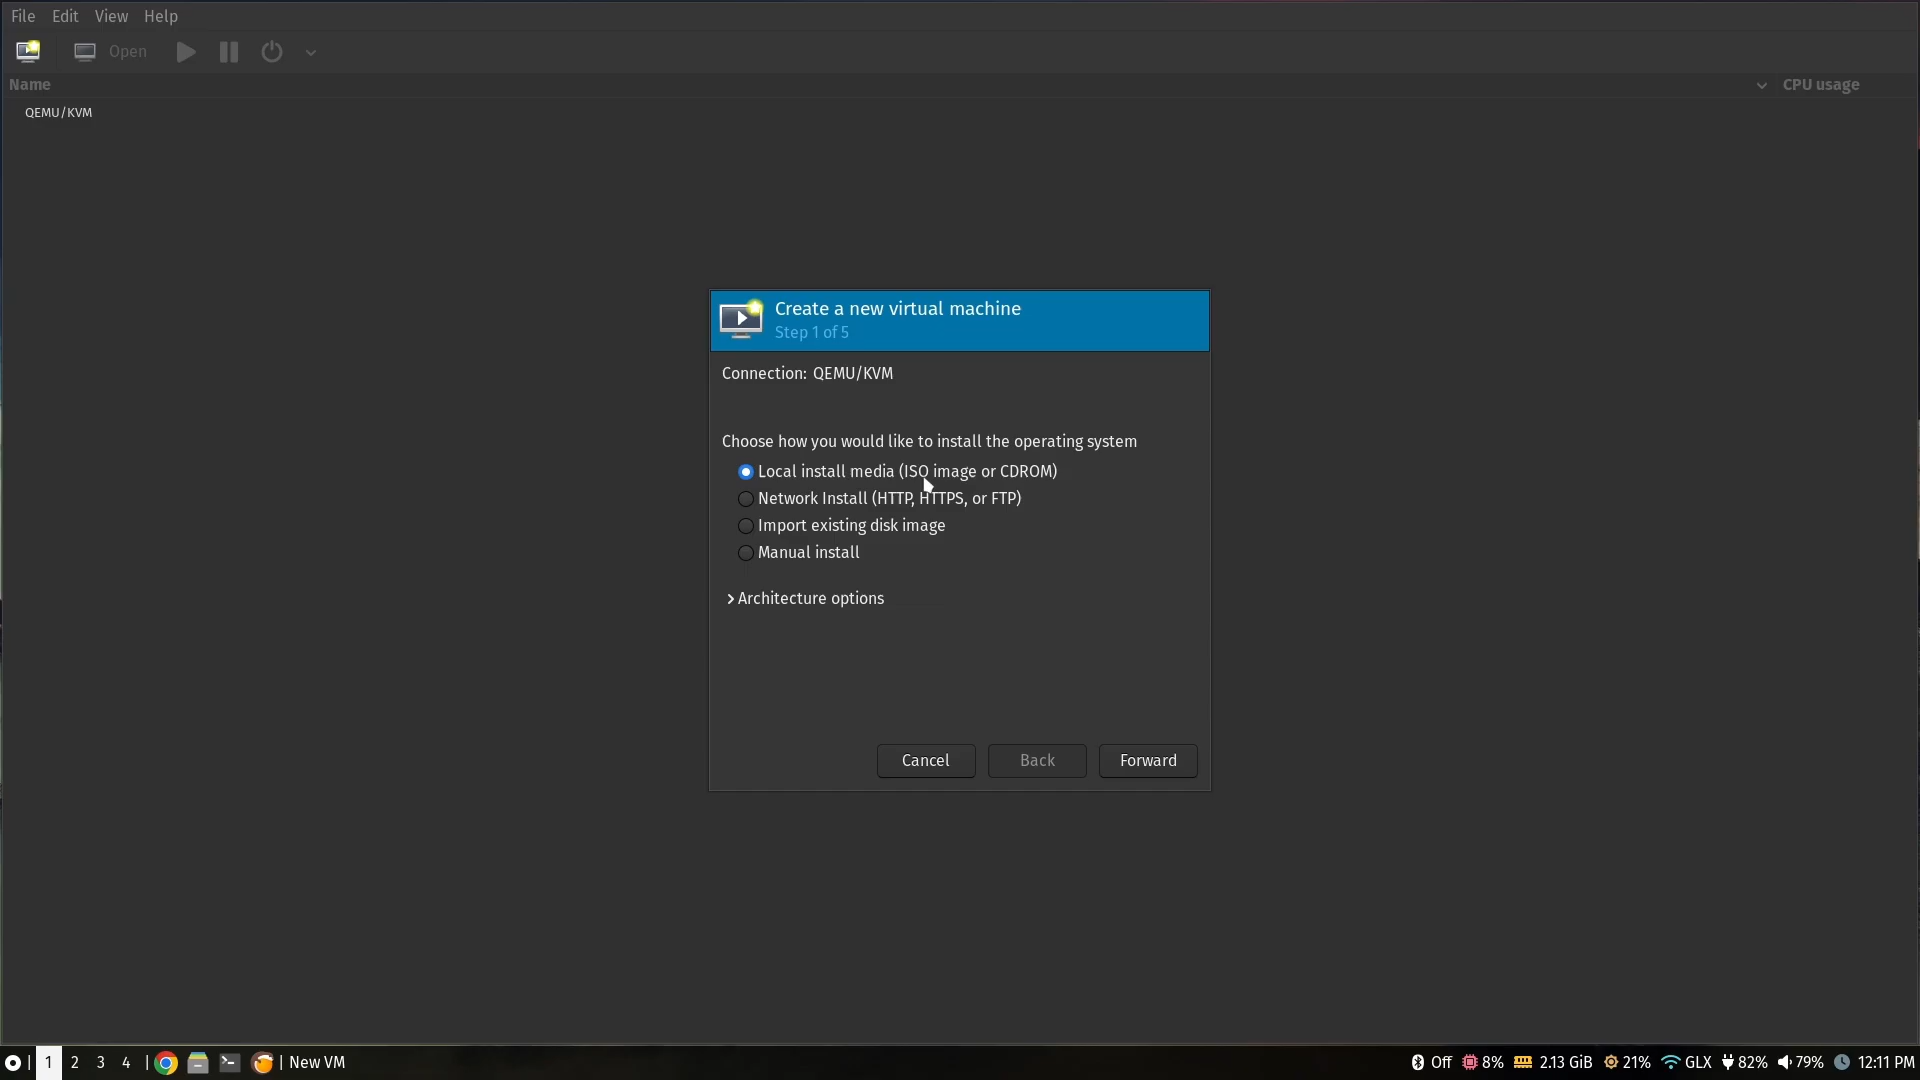 File Edit View Help
Open
Name CPU usage
QEMU/KVM
Create a new virtual machine
Step 1 of 5
Connection: QEMU/KVM
Choose how you would like to install the operating system
Local install media (ISO image or CDROM)
Network Install (HTTP, HTTPS, or FTP)
Import existing disk image
Manual install
Architecture options
Cancel Back Forward
| 1 2 3 4 | | New VM Off 8% 2.13 GiB 21% GLX 82% 79% 12:11 PM